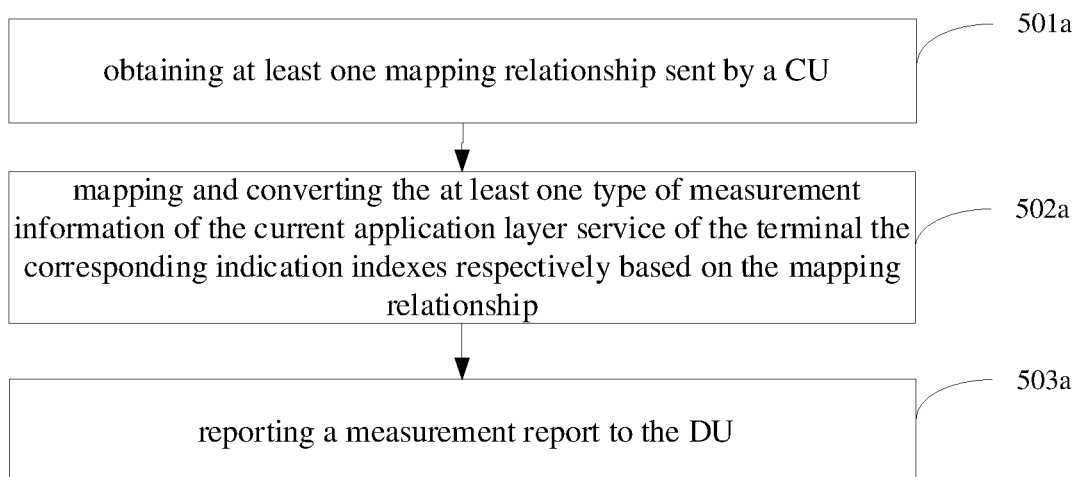 501a
obtaining at least one mapping relationship sent by a CU
mapping and converting the at least one type of measurement
information of the current application layer service of the terminal the
corresponding indication indexes respectively based on the mapping
relationship
502a
503a
reporting a measurement report to the DU